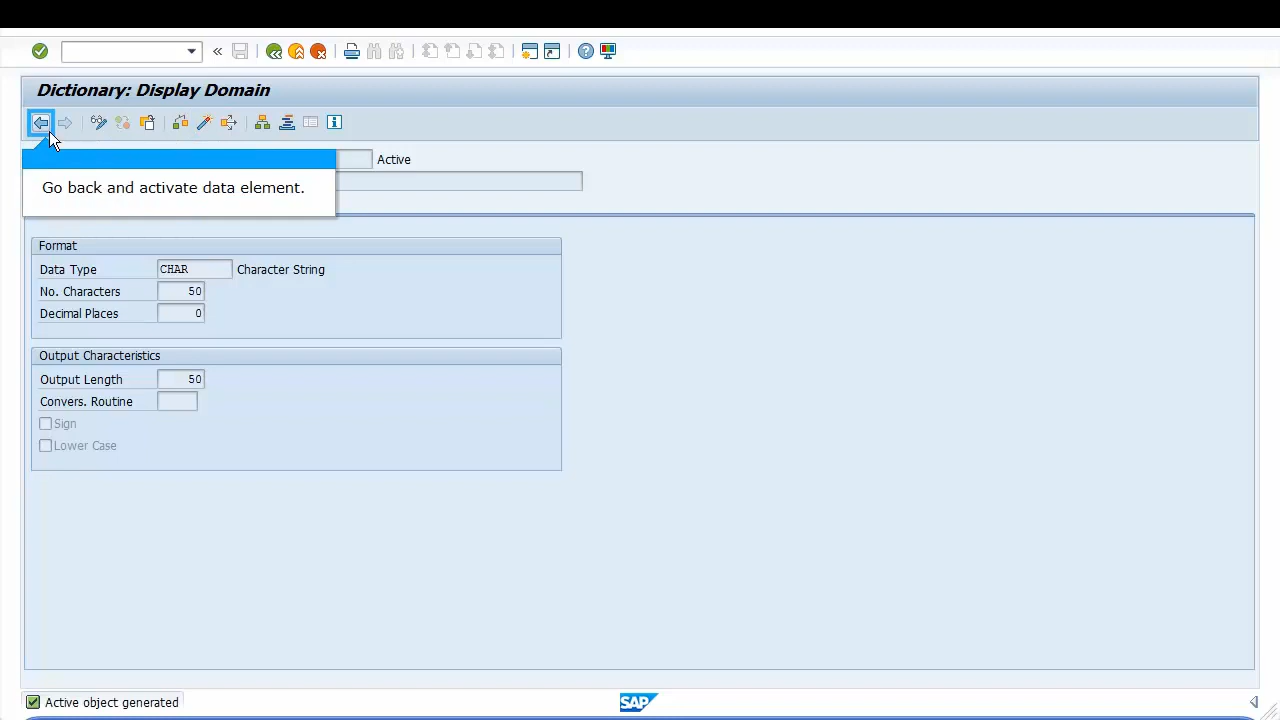 Dictionary: Display Domain
Active
Go back and activate data element.
Format
Data Type CHAR Character String
No. Characters 50
Decimal Places 0
Output Characteristics
Output Length 50
Convers. Routine
Sign
Lower Case
Active object generated SAP